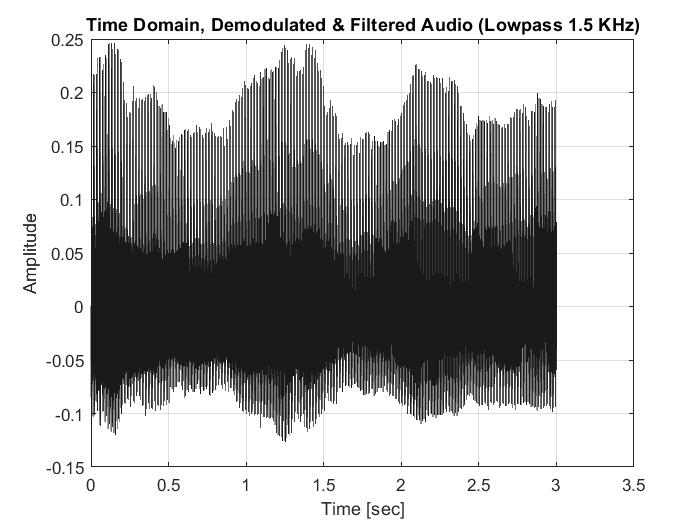 Time Domain, Demodulated & Filtered Audio (Lowpass 1.5 KHz)
0.25
0.2
0.15
0.1
0.05
0
-0.05
-0.1
-0.15
Amplitude
0 0.5 1 1.5 2 2.5 3 3.5
Time [sec]